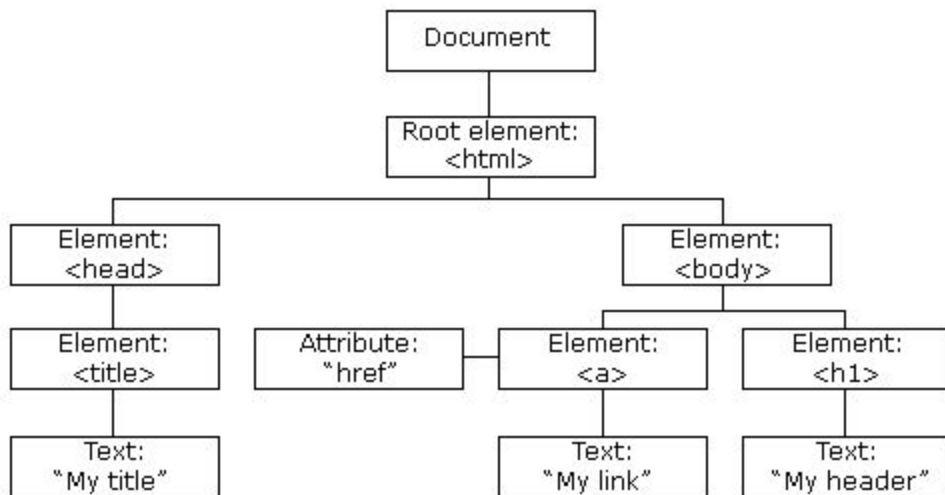 Document
Root element:
<html>
Element:
<head>
Element:
<body>
Element:
<title>
Attribute:
“href”
Element:
<a>
Element:
<h1>
Text:
“My title”
Text:
“My link”
Text:
“My header”